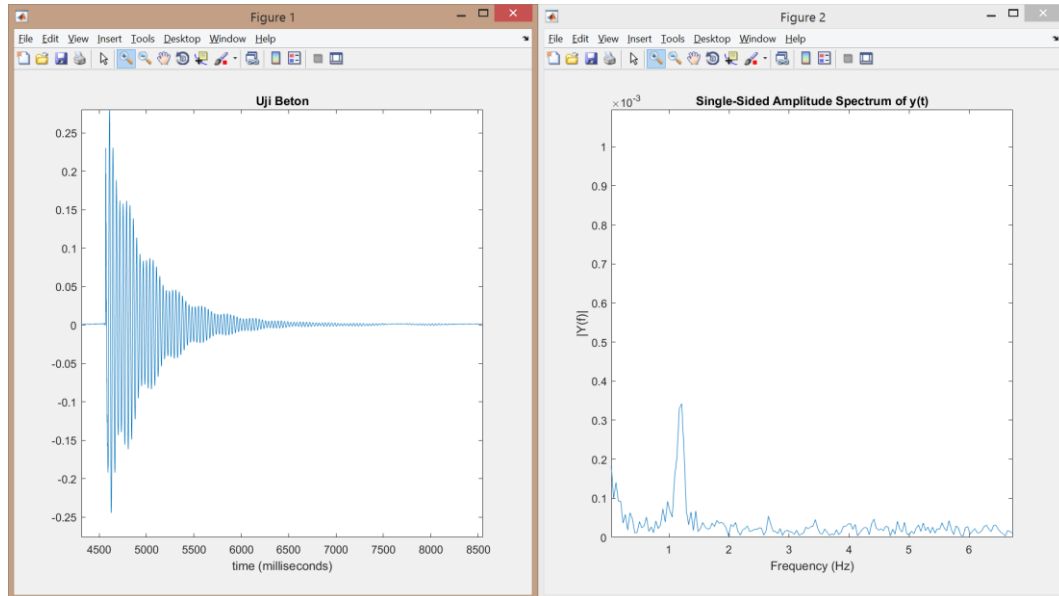 Figure 1
File Edit View Insert Tools Desktop Window Help
Uji Beton
0.25
0.2
0.15
0.1
0.05
0
-0.05
-0.1
-0.15
-0.2
-0.25
4500 5000 5500 6000 6500 7000 7500 8000 8500
time (milliseconds)
Figure 2
File Edit View Insert Tools Desktop Window Help
×10⁻³ Single-Sided Amplitude Spectrum of y(t)
1
0.9
0.8
0.7
0.6
0.5
0.4
0.3
0.2
0.1
0
|Y(f)|
1 2 3 4 5 6
Frequency (Hz)